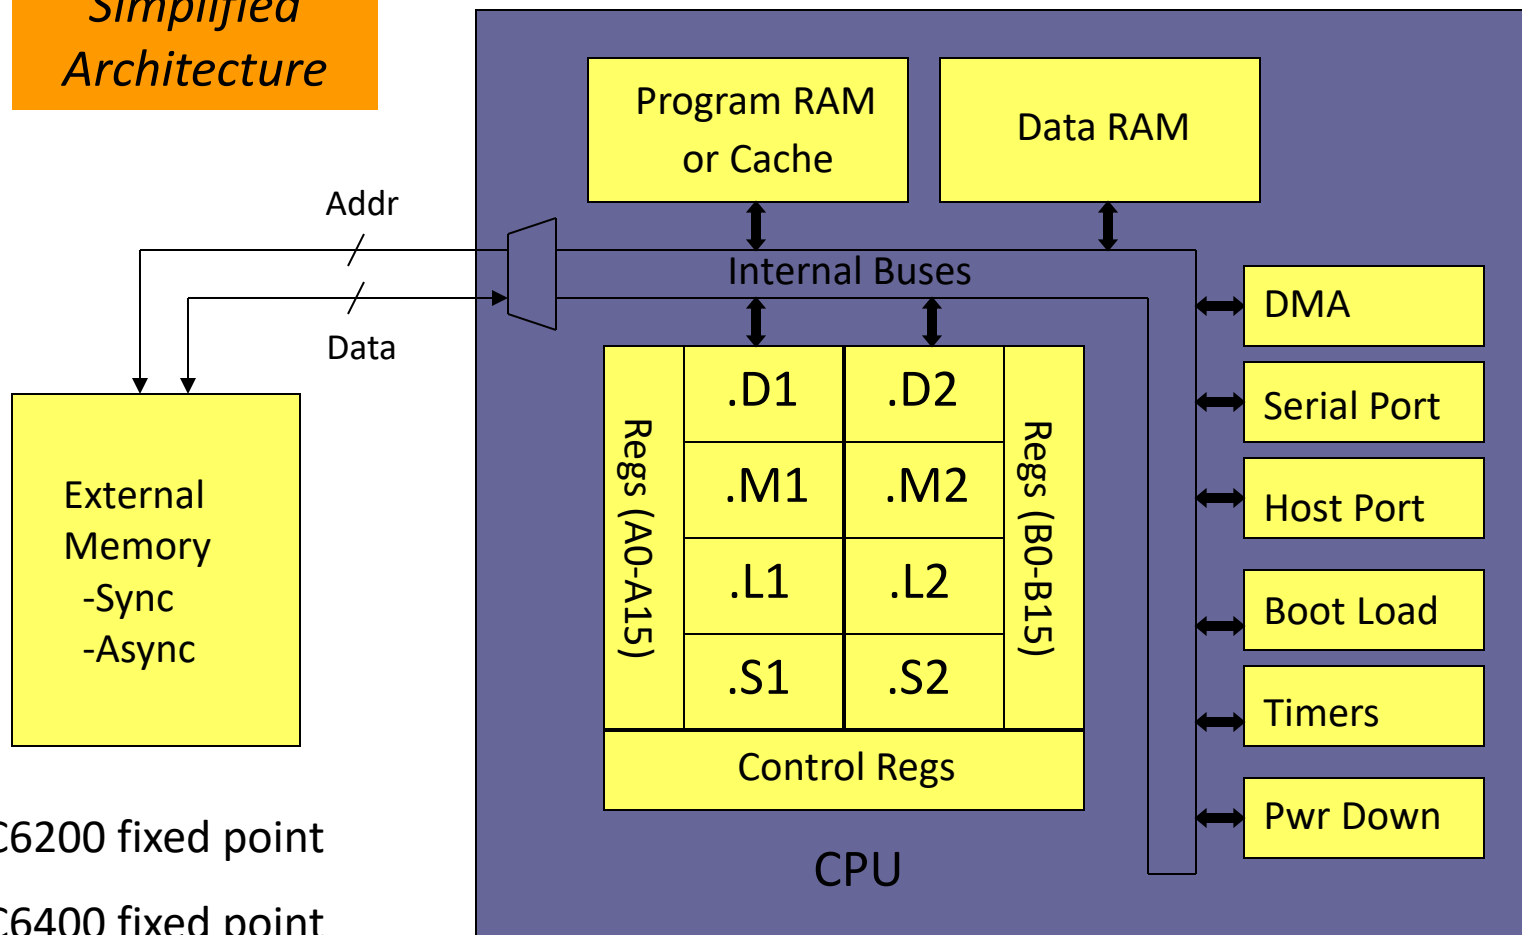 Simplified
Architecture
Program RAM
or Cache
Data RAM
Addr
Internal Buses
Data
DMA
Serial Port
Host Port
Boot Load
Timers
Pwr Down
External
Memory
-Sync
-Async
Regs (A0-A15)
.D1
.D2
.M1
.M2
.L1
.L2
.S1
.S2
Regs (B0-B15)
Control Regs
CPU
C6200 fixed point
C6400 fixed point